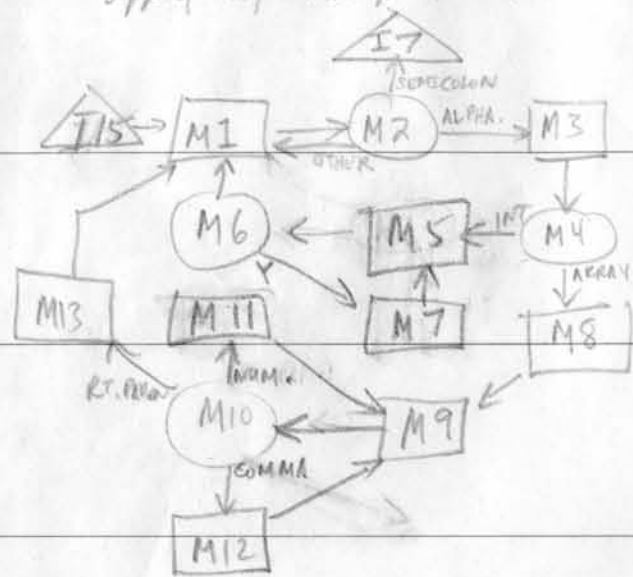 I7
SEMICOLON
I15 M1 M2 ALPHA. M3
OTHER
M6 M5 INT M4
Y ARRAY
M13 M11 M7 M8
RT. PAREN
M10 M9
COMMA
M12